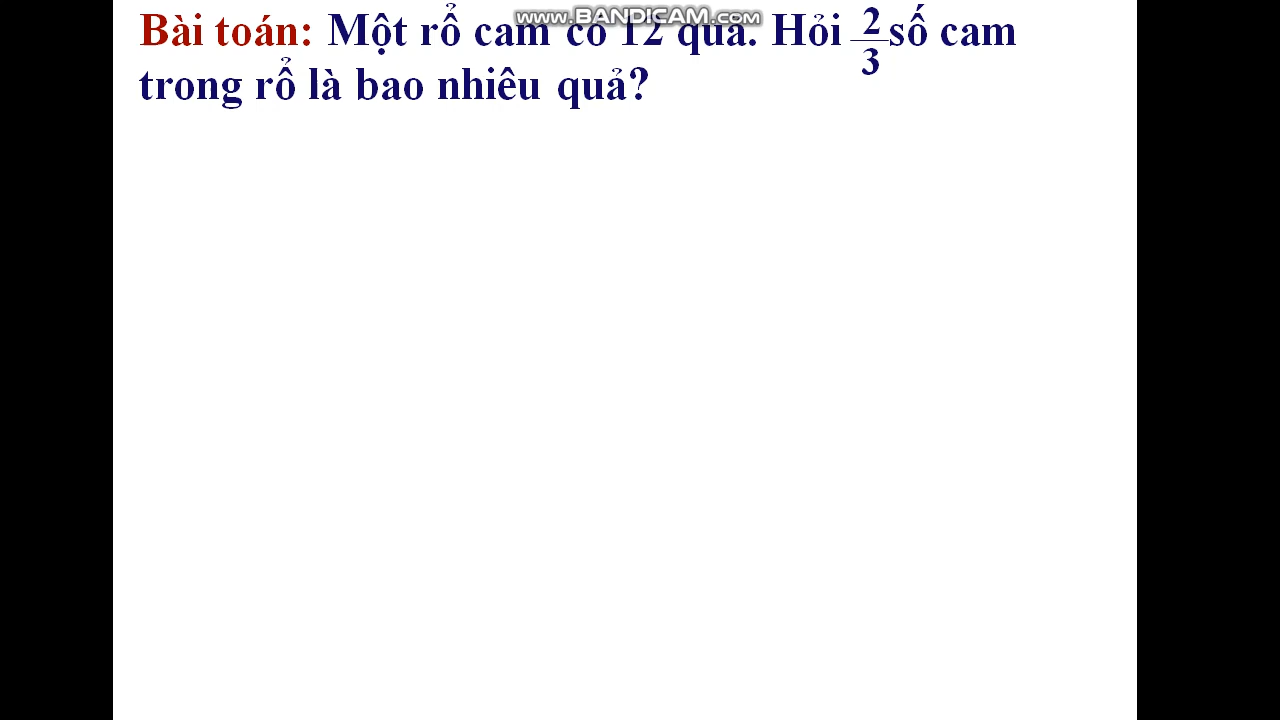 www.BANDICAM.com
Bài toán: Một rổ cam có 12 quả. Hỏi 2/3 số cam
trong rổ là bao nhiêu quả?